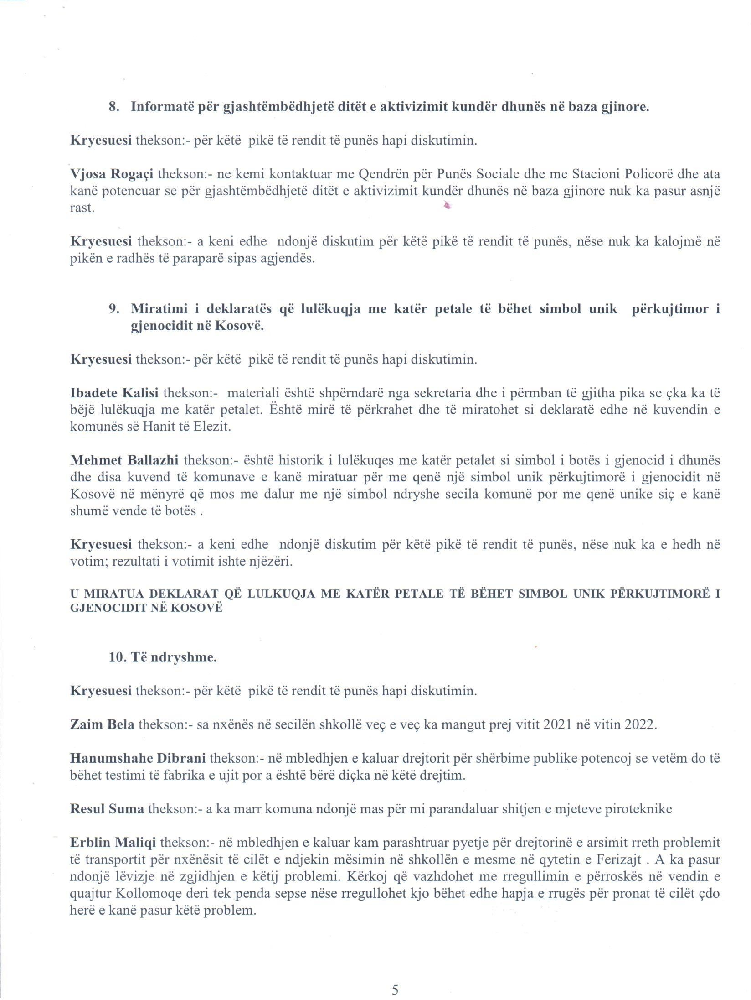 8. Informatë për gjashtëmbëdhjetë ditët e aktivizimit kundër dhunës në baza gjinore.
Kryesuesi thekson:- për këtë pikë të rendit të punës hapi diskutimin.
Vjosa Rogaçi thekson:- ne kemi kontaktuar me Qendrën për Punës Sociale dhe me Stacioni Policorë dhe ata
kanë potencuar se për gjashtëmbëdhjetë ditët e aktivizimit kundër dhunës në baza gjinore nuk ka pasur asnjë
rast.
Kryesuesi thekson:- a keni edhe ndonjë diskutim për këtë pikë të rendit të punës, nëse nuk ka kalojmë në
pikën e radhës të paraparë sipas agjendës.
9. Miratimi i deklaratës që lulëkuqja me katër petale të bëhet simbol unik përkujtimor i
gjenocidit në Kosovë.
Kryesuesi thekson:- për këtë pikë të rendit të punës hapi diskutimin.
Ibadete Kalisi thekson:- materiali është shpërndarë nga sekretaria dhe i përmban të gjitha pika se çka ka të
bëjë lulëkuqja me katër petalet. Është mirë të përkrahet dhe të miratohet si deklaratë edhe në kuvendin e
komunës së Hanit të Elezit.
Mehmet Ballazhi thekson:- është historik i lulëkuqes me katër petalet si simbol i botës i gjenocid i dhunës
dhe disa kuvend të komunave e kanë miratuar për me qenë një simbol unik përkujtimorë i gjenocidit në
Kosovë në mënyrë që mos me dalur me një simbol ndryshe secila komunë por me qenë unike siç e kanë
shumë vende të botës .
Kryesuesi thekson:- a keni edhe ndonjë diskutim për këtë pikë të rendit të punës, nëse nuk ka e hedh në
votim; rezultati i votimit ishte njëzëri.
U MIRATUA DEKLARAT QË LULKUQJA ME KATËR PETALE TË BËHET SIMBOL UNIK PËRKUJTIMORË I
GJENOCIDIT NË KOSOVË
10. Të ndryshme.
Kryesuesi thekson:- për këtë pikë të rendit të punës hapi diskutimin.
Zaim Bela thekson:- sa nxënës në secilën shkollë veç e veç ka mangut prej vitit 2021 në vitin 2022.
Hanumshahe Dibrani thekson:- në mbledhjen e kaluar drejtorit për shërbime publike potencoj se vetëm do të
bëhet testimi të fabrika e ujit por a është bërë diçka në këtë drejtim.
Resul Suma thekson:- a ka marr komuna ndonjë mas për mi parandaluar shitjen e mjeteve piroteknike
Erblin Maliqi thekson:- në mbledhjen e kaluar kam parashtruar pyetje për drejtorinë e arsimit rreth problemit
të transportit për nxënësit të cilët e ndjekin mësimin në shkollën e mesme në qytetin e Ferizajt . A ka pasur
ndonjë lëvizje në zgjidhjen e këtij problemi. Kërkoj që vazhdohet me rregullimin e përroskës në vendin e
quajtur Kollomoqe deri tek penda sepse nëse rregullohet kjo bëhet edhe hapja e rrugës për pronat të cilët çdo
herë e kanë pasur këtë problem.
5